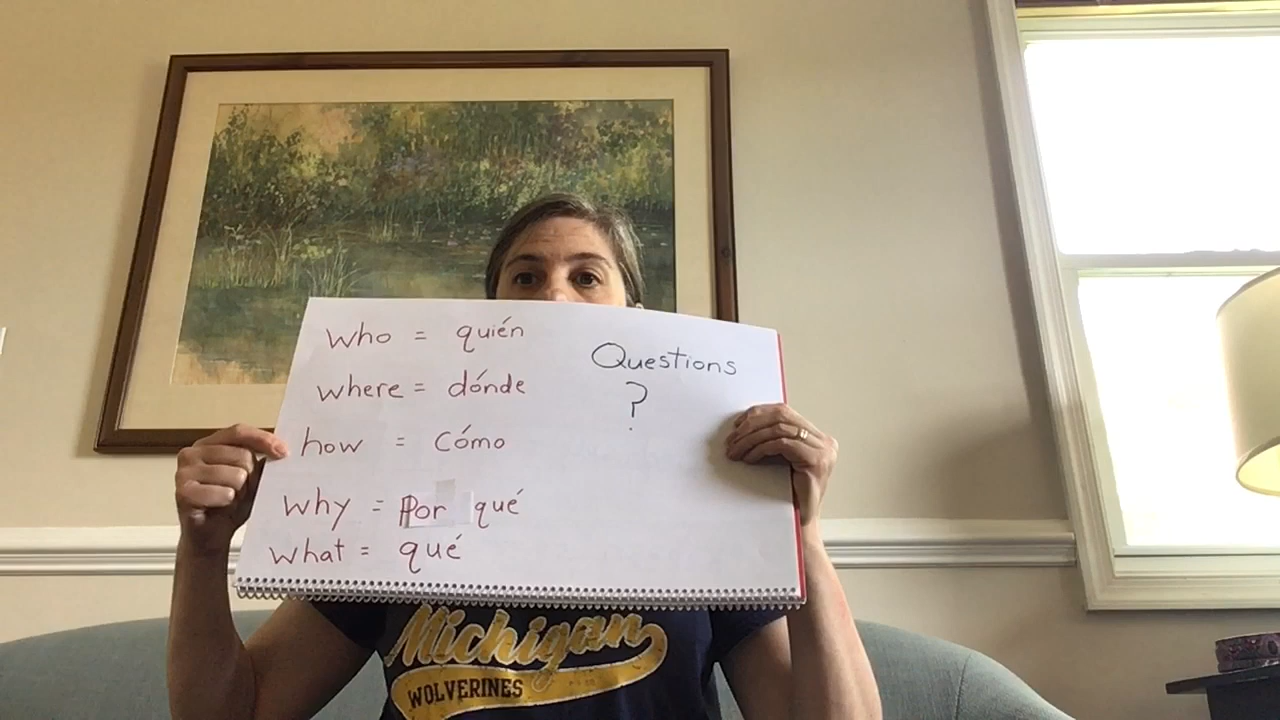 who = quién
where = dónde
how = cómo
why = Por qué
what = qué
Questions
?
Michigan
WOLVERINES